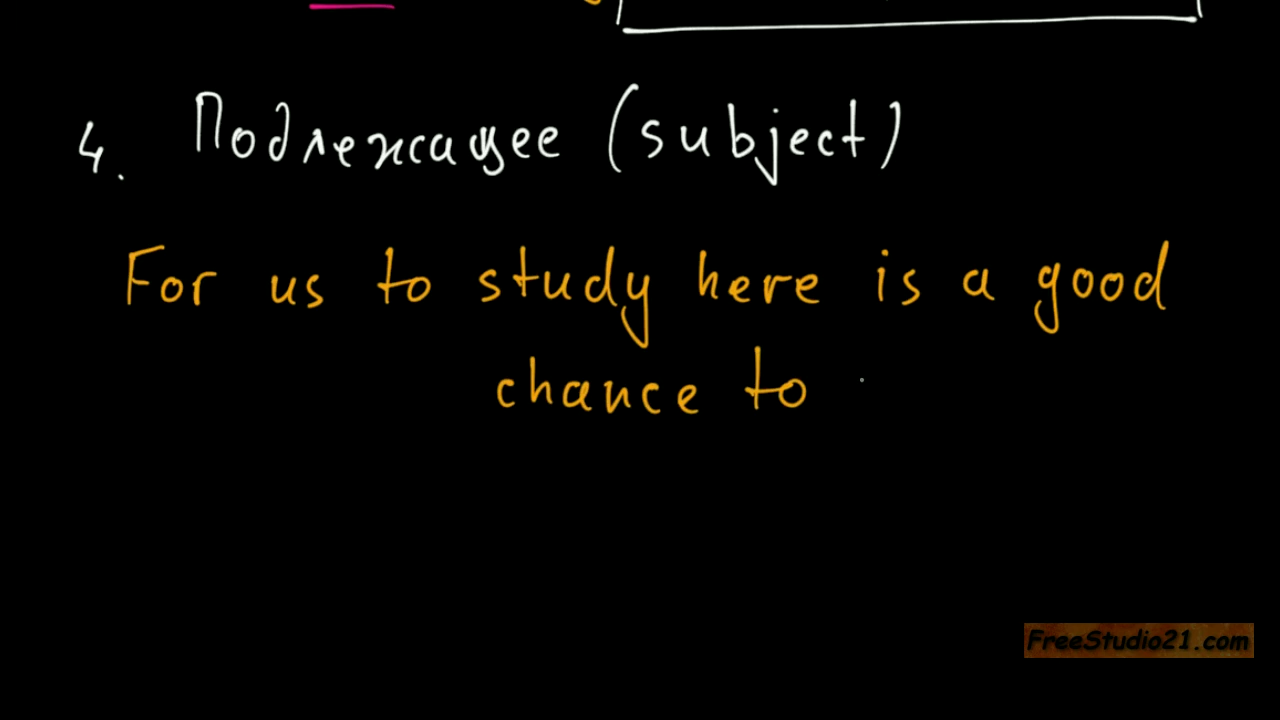 4. Подлежащее (subject)
For us to study here is a good
chance to
FreeStudio21.com